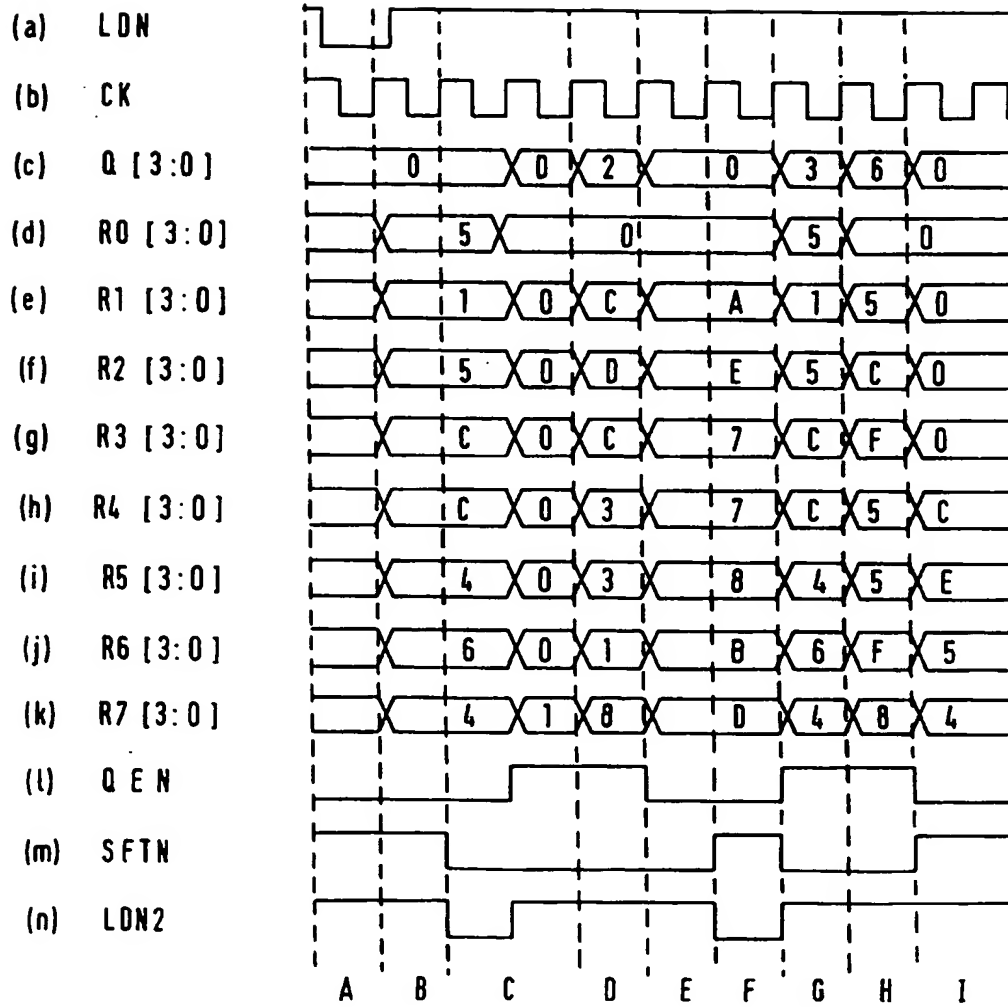 (a) LDN
(b) CK
(c) Q [3:0] 0 0 2 0 3 6 0
(d) R0 [3:0] 5 0 5 0
(e) R1 [3:0] 1 0 C A 1 5 0
(f) R2 [3:0] 5 0 D E 5 C 0
(g) R3 [3:0] C 0 C 7 C F 0
(h) R4 [3:0] C 0 3 7 C 5 C
(i) R5 [3:0] 4 0 3 8 4 5 E
(j) R6 [3:0] 6 0 1 B 6 F 5
(k) R7 [3:0] 4 1 8 D 4 8 4
(l) QEN
(m) SFTN
(n) LDN2
A B C D E F G H I